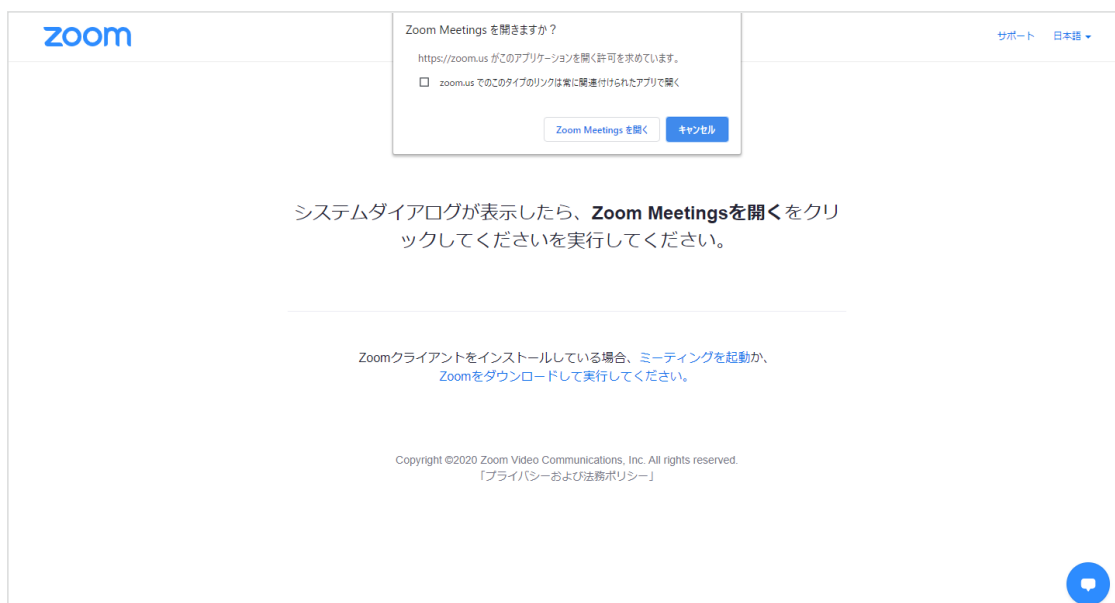 zoom
サポート 日本語
Zoom Meetings を開きますか？
https://zoom.us がこのアプリケーションを開く許可を求めています。
zoom.us でのこのタイプのリンクは常に関連付けられたアプリで開く
Zoom Meetings を開く キャンセル
システムダイアログが表示したら、Zoom Meetingsを開くをクリ
ックしてくださいを実行してください。
Zoomクライアントをインストールしている場合、ミーティングを起動か、
Zoomをダウンロードして実行してください。
Copyright ©2020 Zoom Video Communications, Inc. All rights reserved.
「プライバシーおよび法務ポリシー」